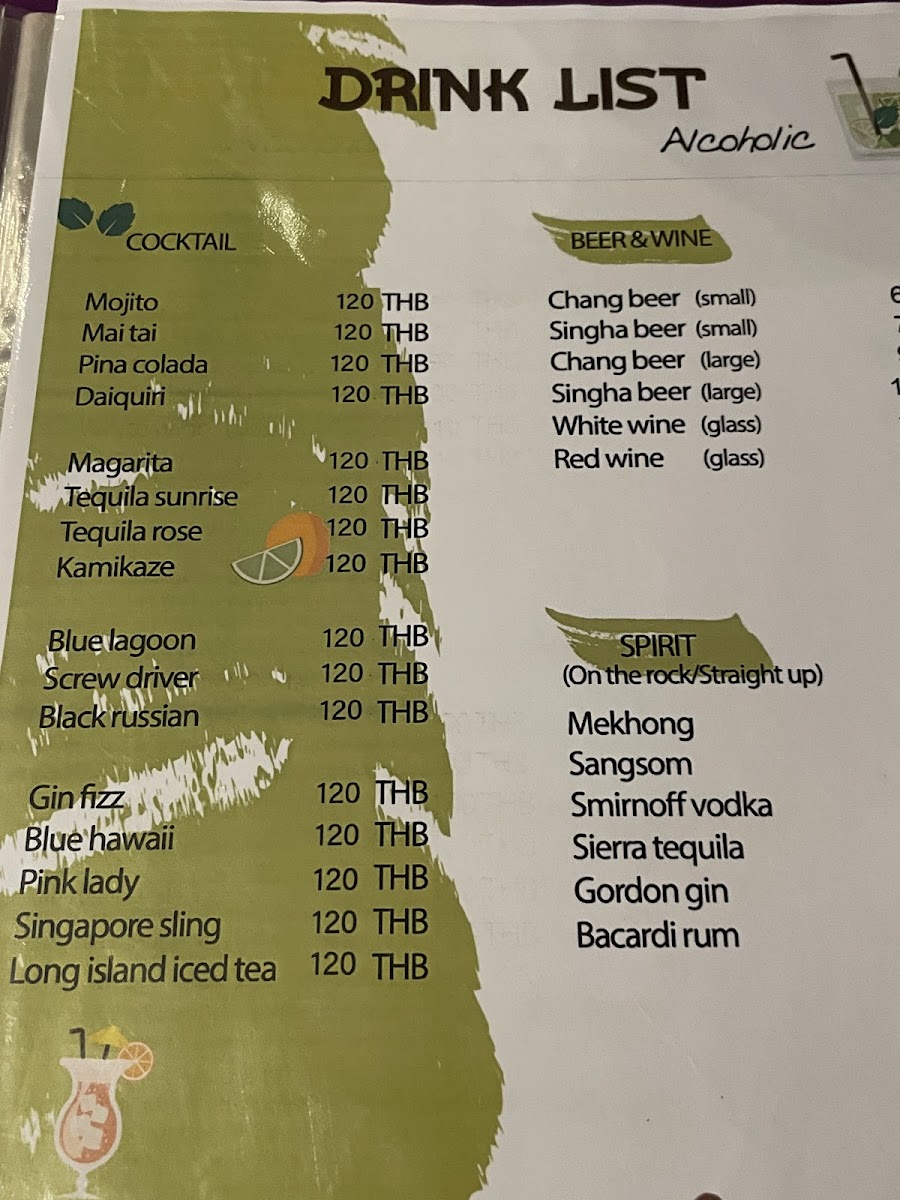 DRINK LIST
Alcoholic
COCKTAIL
Mojito 120 THB
Mai tai 120 THB
Pina colada 120 THB
Daiquiri 120 THB
Magarita 120 THB
Tequila sunrise 120 THB
Tequila rose 120 THB
Kamikaze 120 THB
Blue lagoon 120 THB
Screw driver 120 THB
Black russian 120 THB
Gin fizz 120 THB
Blue hawaii 120 THB
Pink lady 120 THB
Singapore sling 120 THB
Long island iced tea 120 THB
BEER & WINE
Chang beer (small)
Singha beer (small)
Chang beer (large)
Singha beer (large)
White wine (glass)
Red wine (glass)
SPIRIT
(On the rock/Straight up)
Mekhong
Sangsom
Smirnoff vodka
Sierra tequila
Gordon gin
Bacardi rum